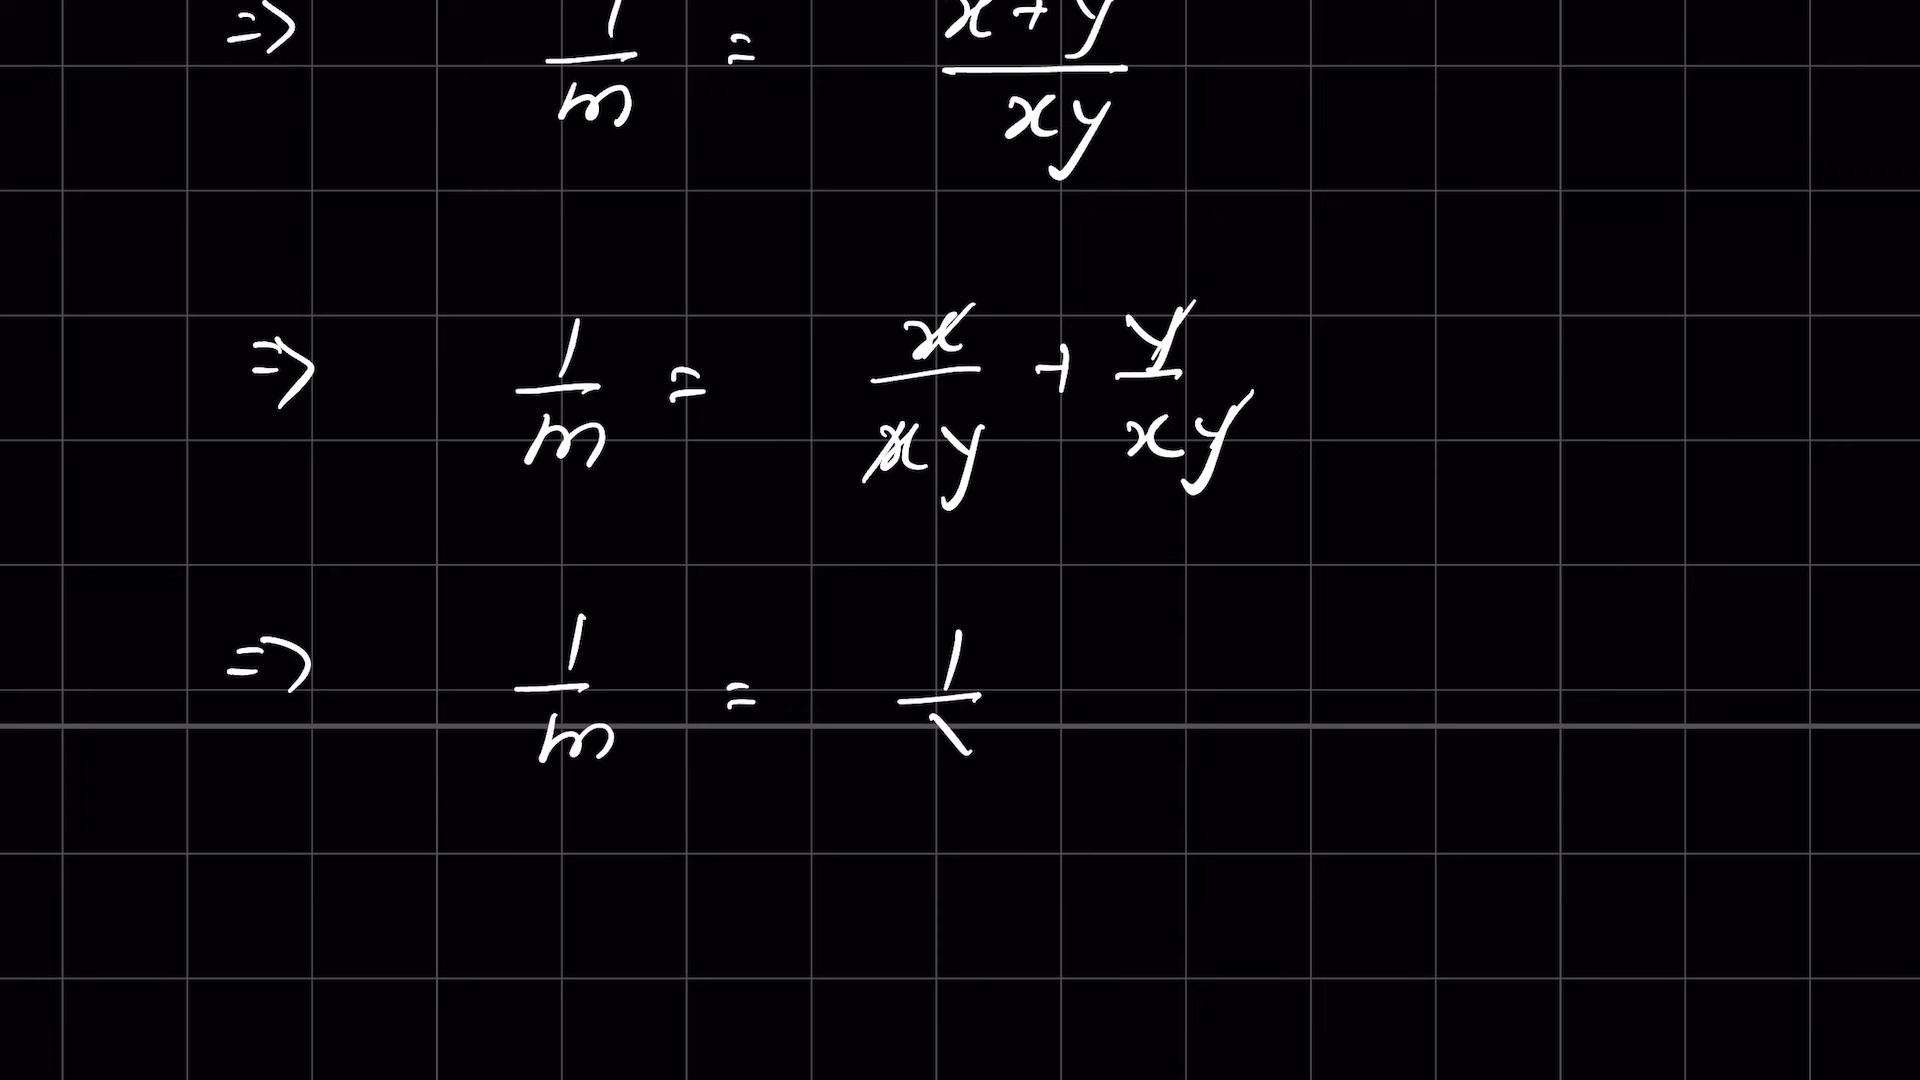 ⇒ 1/m = x+y/xy
⇒ 1/m = x/xy + y/xy
⇒ 1/m = 1/